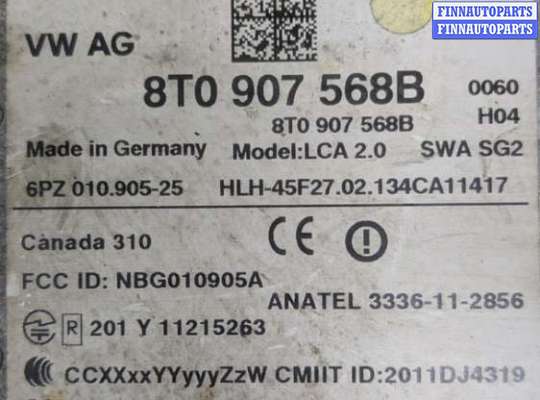 FINNAUTOPARTS
FINNAUTOPARTS
VW AG
8T0 907 568B 0060
8T0 907 568B H04
Made in Germany Model:LCA 2.0 SWA SG2
6PZ 010.905-25 HLH-45F27.02.134CA11417
Canada 310 CE
FCC ID: NBG010905A
ANATEL 3336-11-2856
R 201 Y 11215263
CCXXxxYYyyyZzW CMIIT ID:2011DJ4319